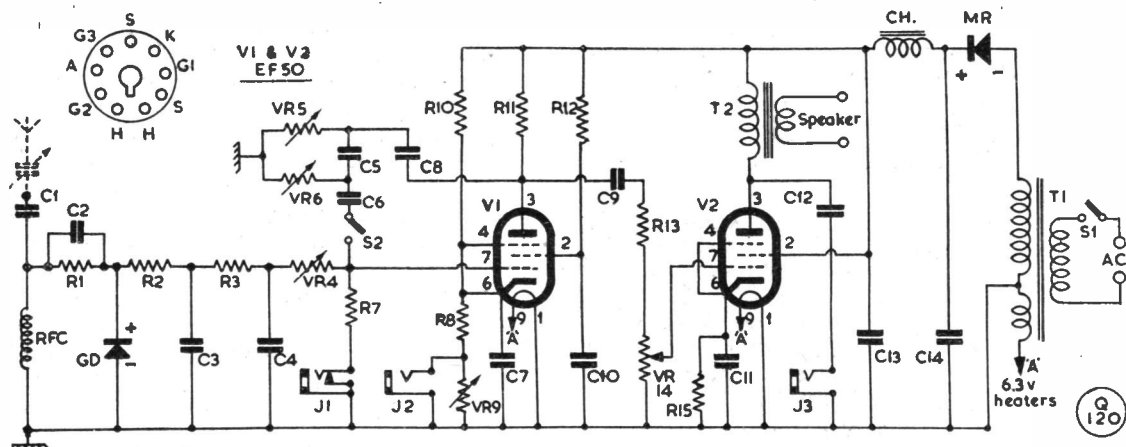 S
G3
K
A
G1
G2
S
H
H
V1 & V2
EF50
CH.
MR
+
-
VR5
R10
R11
R12
T2
Speaker
C5
C8
VR6
C6
C9
C12
C1
C2
S2
V1
3
4
7
6
2
9
1
R13
V2
3
4
7
6
2
9
1
T1
S1
AC
R1
R2
R3
VR4
RFC
+
-
GD
C3
C4
R7
R8
'A'
C7
C10
VR
14
'A'
C11
C13
C14
J1
J2
VR9
R15
J3
'A'
6.3 v
heaters
Q
120